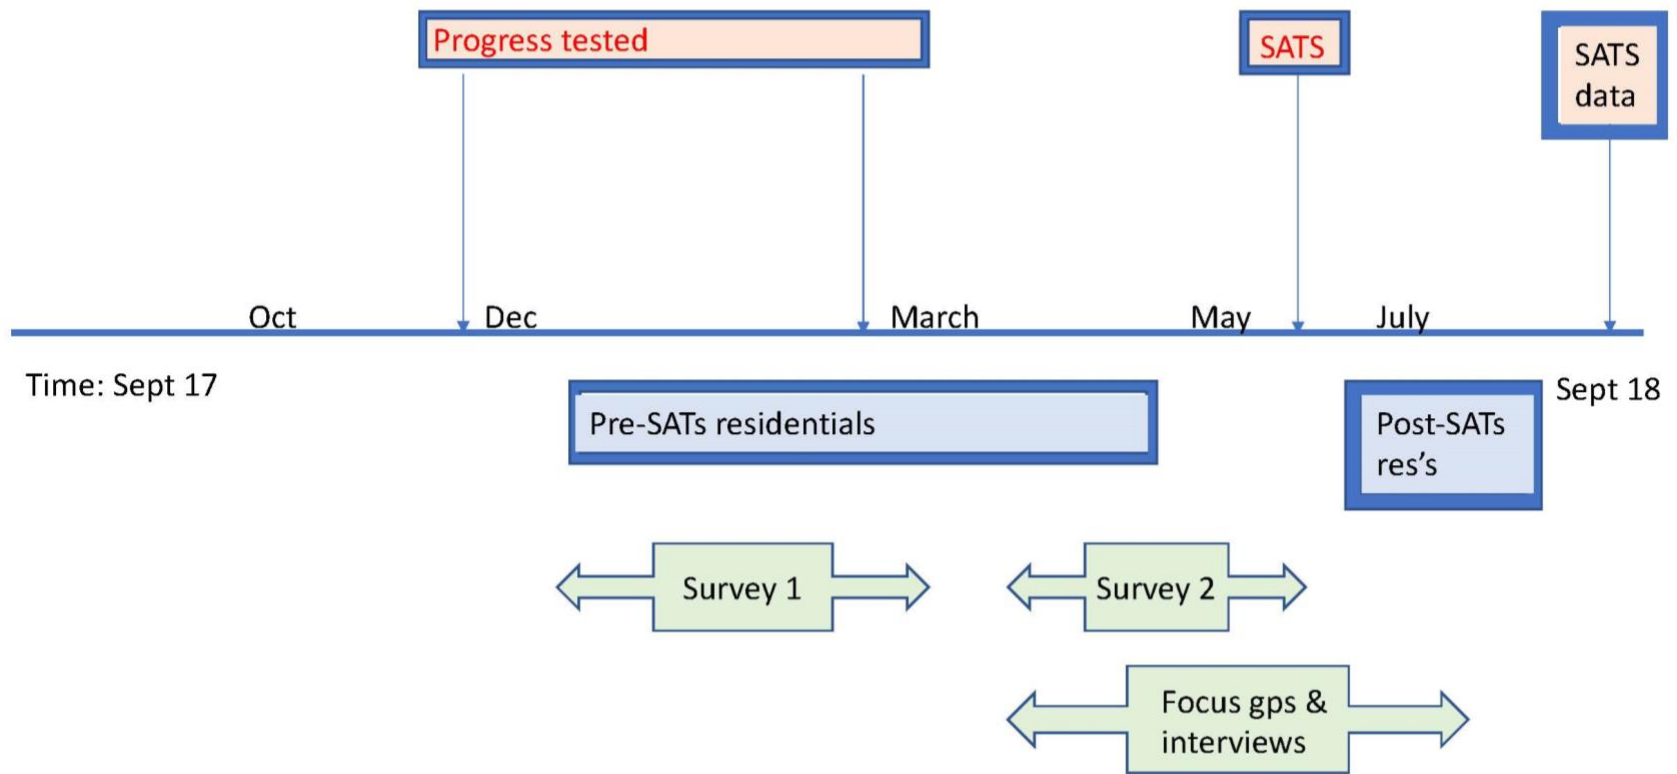 Progress tested
SATS
SATS
data
Oct
Dec
March
May
July
Time: Sept 17
Sept 18
Pre-SATs residentials
Post-SATs
res’s
Survey 1
Survey 2
Focus gps &
interviews